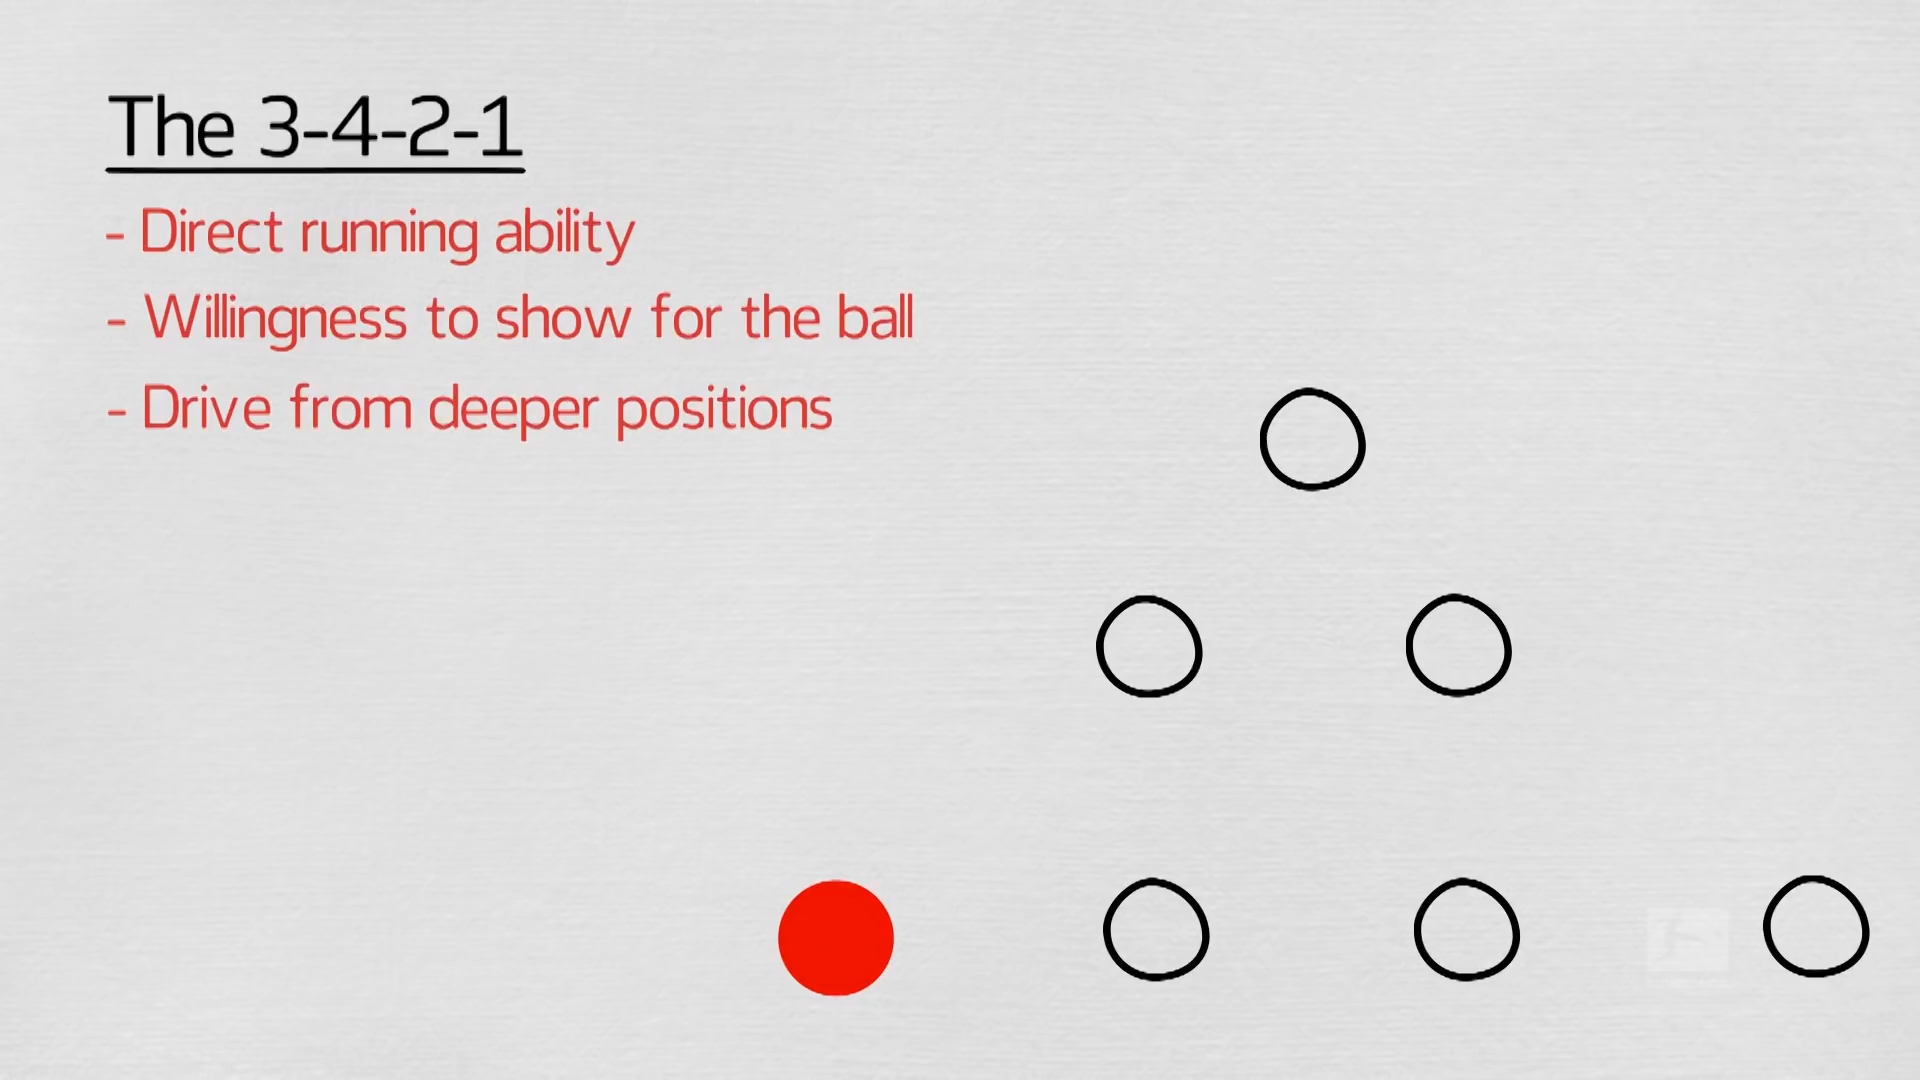 The 3-4-2-1
- Direct running ability
- Willingness to show for the ball
- Drive from deeper positions